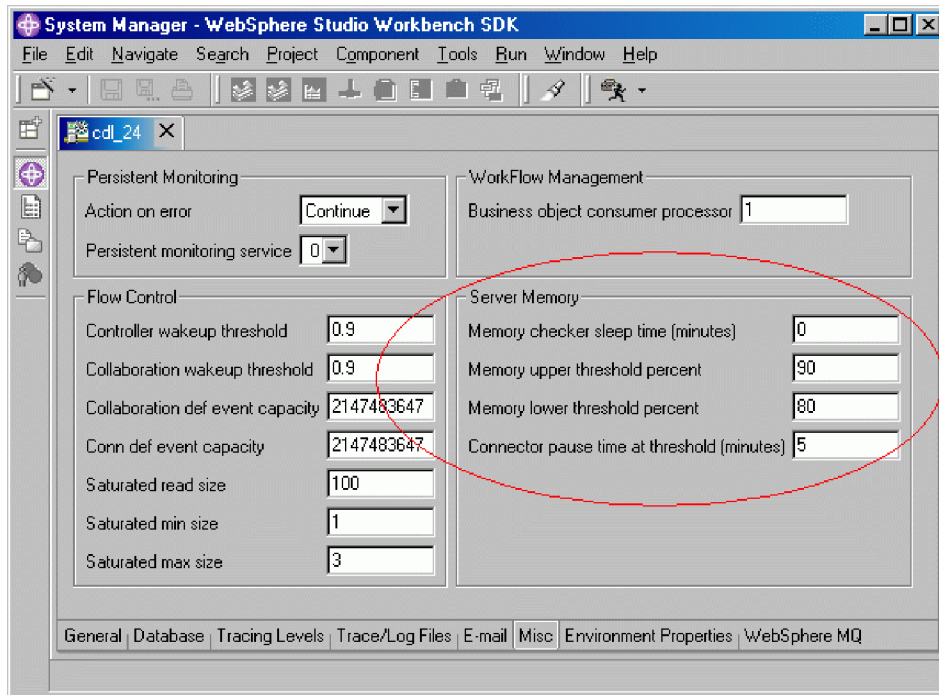 System Manager - WebSphere Studio Workbench SDK
File Edit Navigate Search Project Component Tools Run Window Help
cdl_24
Persistent Monitoring
Action on error Continue
Persistent monitoring service 0
WorkFlow Management
Business object consumer processor 1
Flow Control
Controller wakeup threshold 0.9
Collaboration wakeup threshold 0.9
Collaboration def event capacity 2147483647
Conn def event capacity 2147483647
Saturated read size 100
Saturated min size 1
Saturated max size 3
Server Memory
Memory checker sleep time (minutes) 0
Memory upper threshold percent 90
Memory lower threshold percent 80
Connector pause time at threshold (minutes) 5
General Database Tracing Levels Trace/Log Files E-mail Misc Environment Properties WebSphere MQ